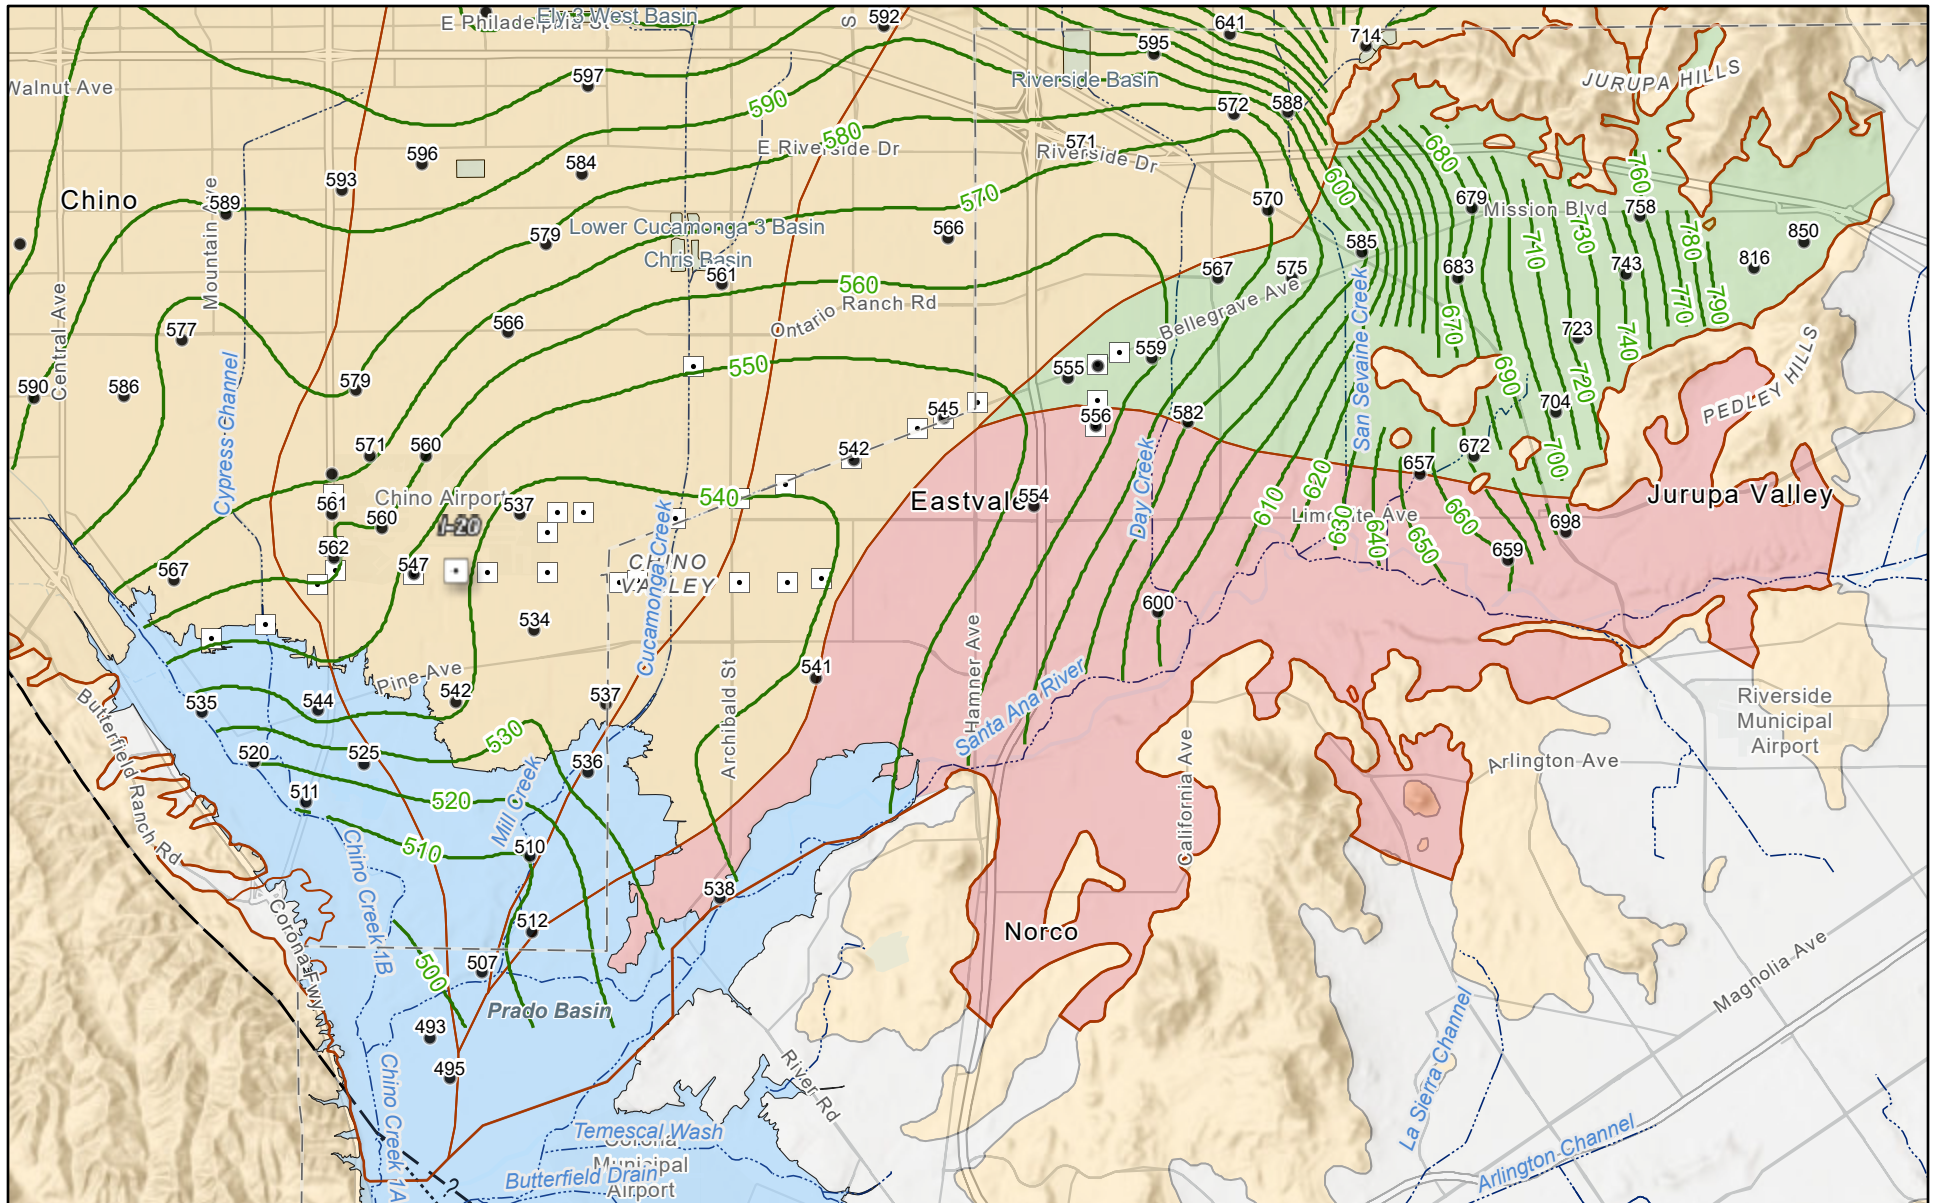 E Philadelphia St
Ely 3 West Basin
S
592
641
714
595
Walnut Ave
597
590
Riverside Basin
JURUPA HILLS
572
588
580
E Riverside Dr
571
Riverside Dr
680
596
584
593
760
600
Chino
Mountain Ave
589
570
570
679
Mission Blvd
758
579
Lower Cucamonga 3 Basin
566
730
850
Chris Basin
561
567
575
585
710
780
683
743
816
560
Ontario Ranch Rd
Bellegrave Ave
San Sevaine Creek
770
790
577
566
Central Ave
670
723
740
559
550
555
PEDLEY HILLS
590
586
579
Cypress Channel
690
720
704
545
556
582
571
560
542
672
657
700
Chino Airport
561
560
537
540
Eastvale
554
Day Creek
610
620
Limonite Ave
630
640
650
660
698
Jurupa Valley
I-20
562
547
567
CHINO
VALLEY
Cucamonga Creek
659
534
600
Pine Ave
541
Archibald St
Hamner Ave
Santa Ana River
535
544
542
537
Butterfield Ranch Rd
530
Riverside
Municipal
Airport
520
525
536
Arlington Ave
California Ave
511
520
Mill Creek
510
510
Chino Creek 1B
538
512
Corona Fwy
Norco
507
500
Prado Basin
Magnolia Ave
493
495
River Rd
La Sierra Channel
Chino Creek 1A
Temescal Wash
Corona
Municipal
Airport
Butterfield Drain
Arlington Channel
?